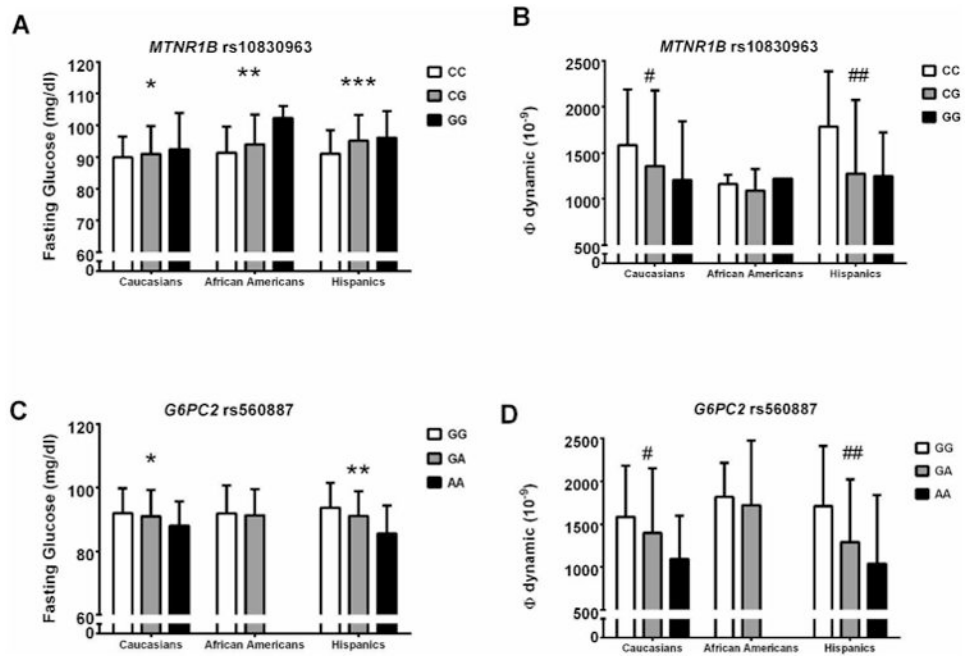 A
MTNR1B rs10830963
Fasting Glucose (mg/dl)
120
110
100
90
80
70
60
0
*
**
***
CC
CG
GG
Caucasians
African Americans
Hispanics
B
MTNR1B rs10830963
Φ dynamic (10⁻⁹)
2500
2000
1500
1000
500
0
#
##
CC
CG
GG
Caucasians
African Americans
Hispanics
C
G6PC2 rs560887
Fasting Glucose (mg/dl)
120
100
80
60
0
*
**
GG
GA
AA
Caucasians
African Americans
Hispanics
D
G6PC2 rs560887
Φ dynamic (10⁻⁹)
2500
2000
1500
1000
500
0
#
##
GG
GA
AA
Caucasians
African Americans
Hispanics